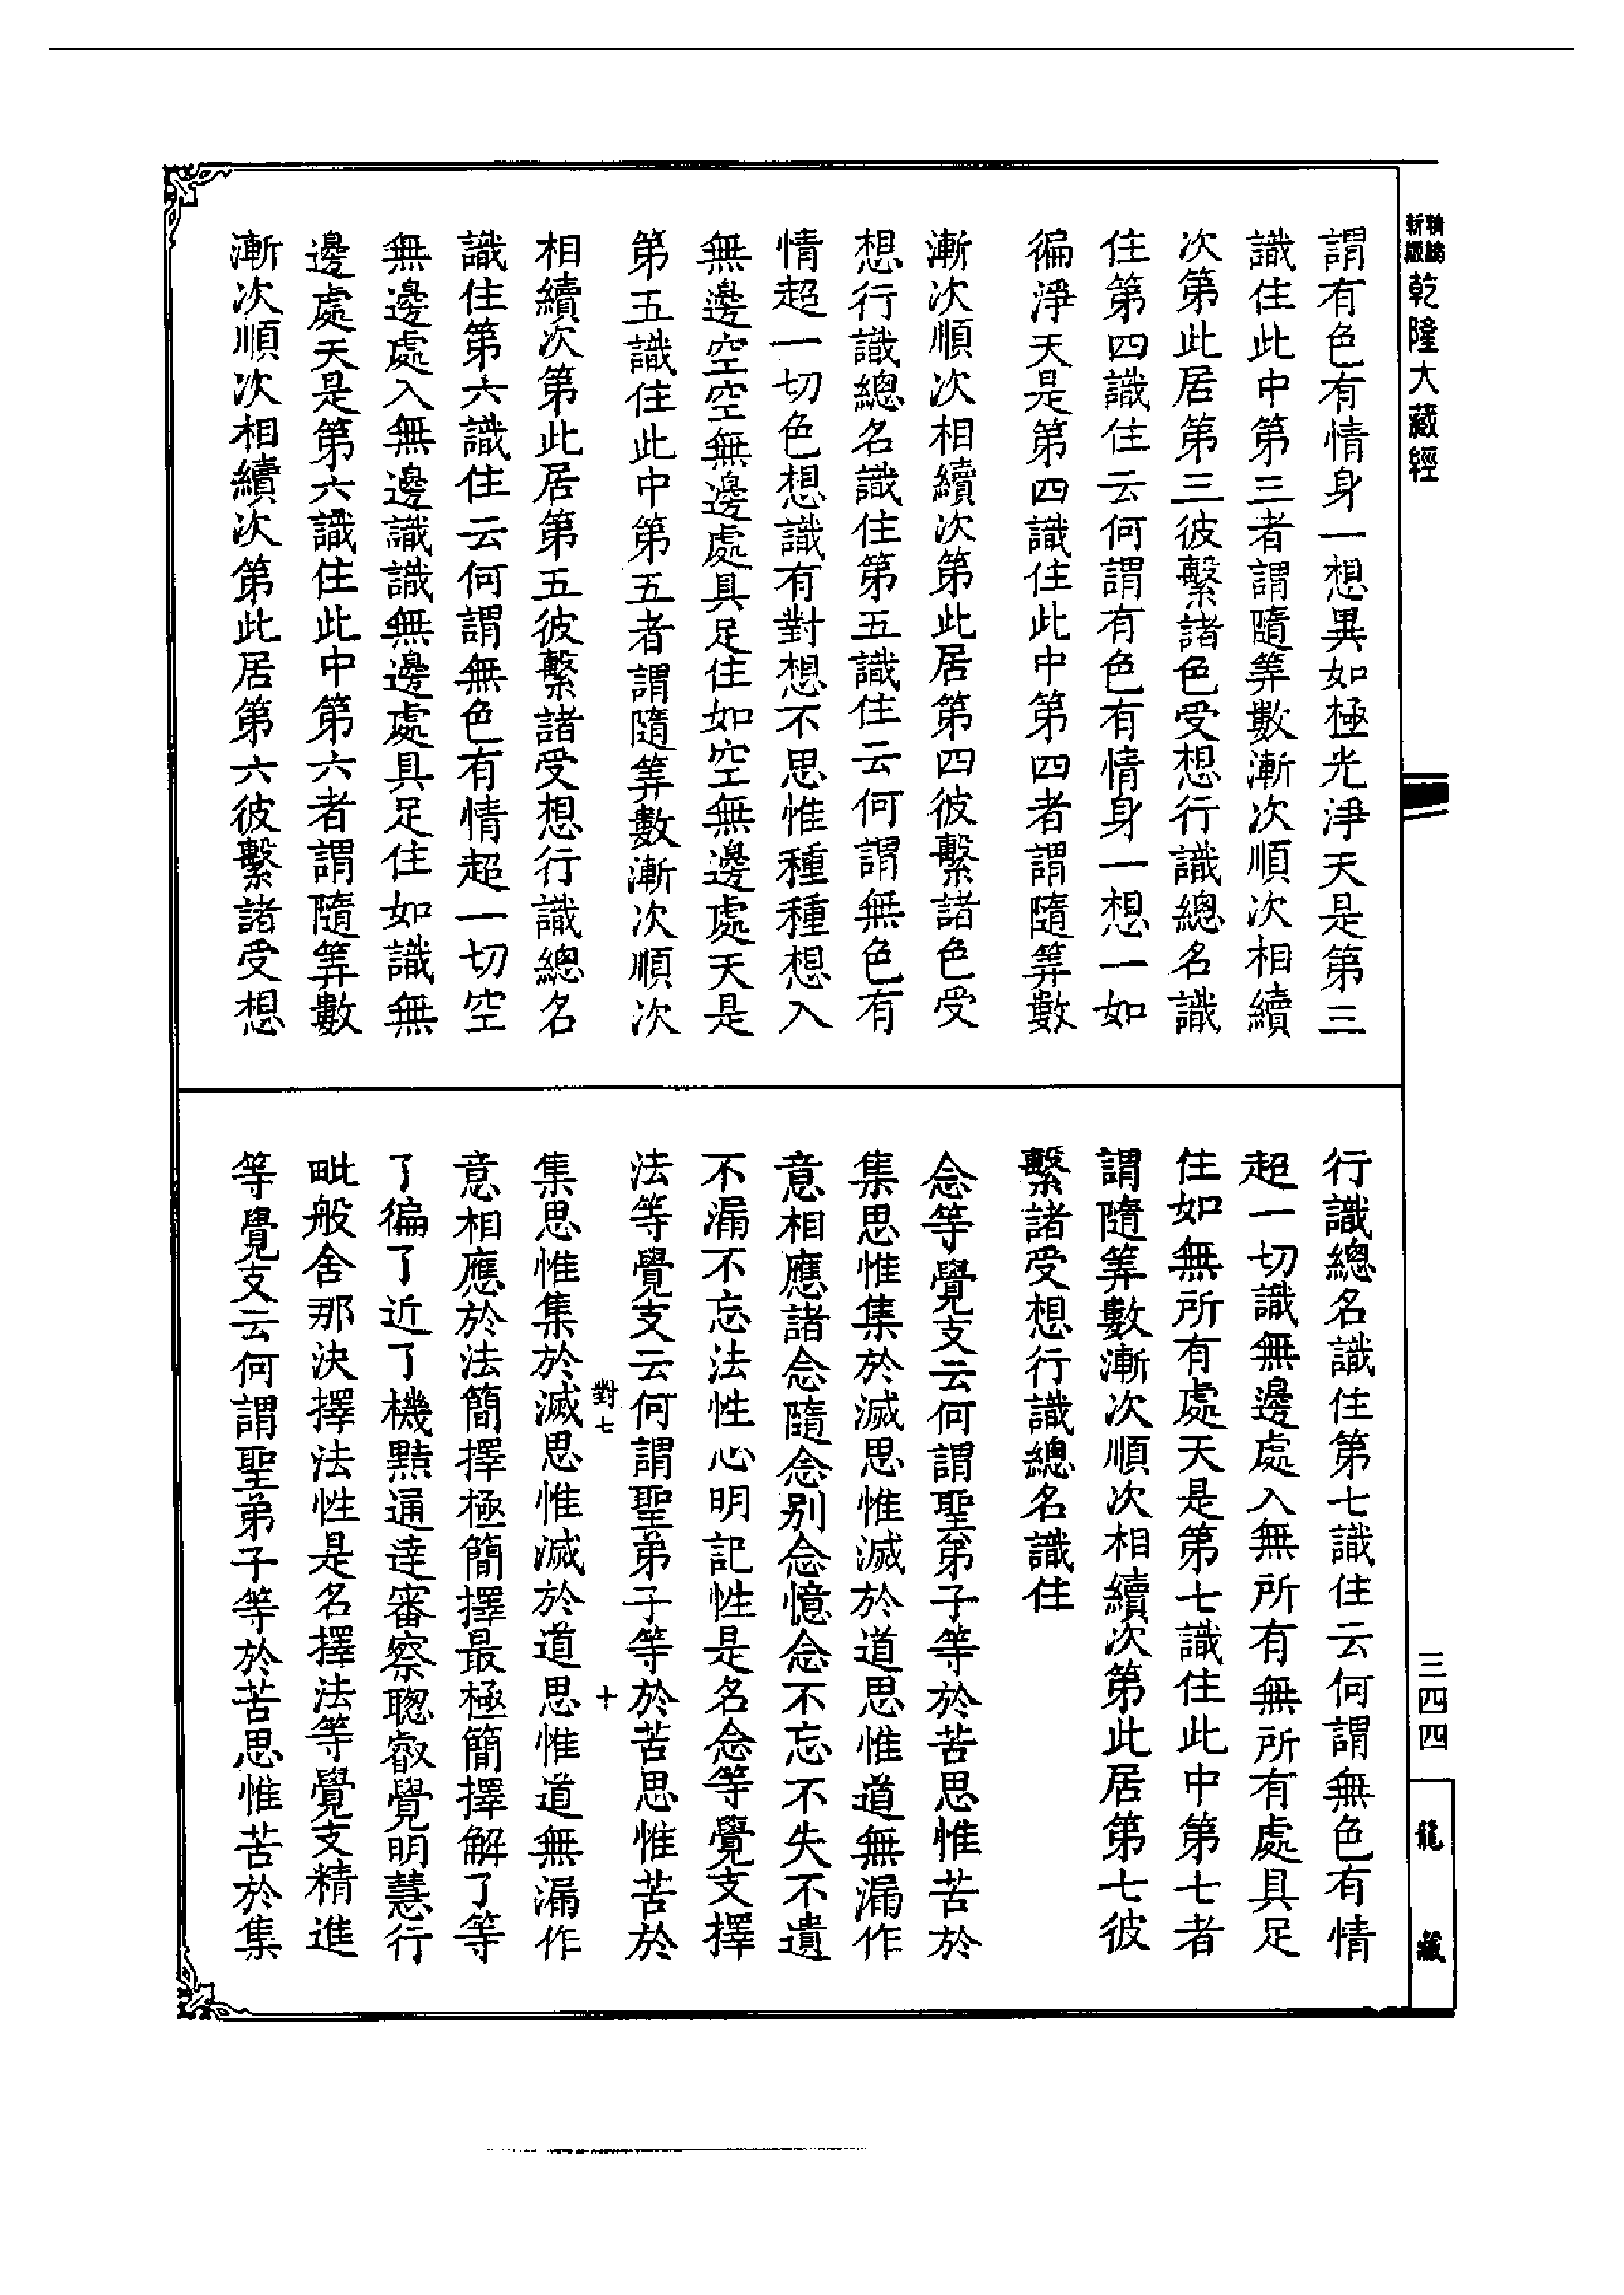 精編
新版
乾隆大藏經
謂有色有情身一想異如極光淨天是第三
識住此中第三者謂隨筭數漸次順次相續
次第此居第三彼繫諸色受想行識總名識
住第四識住云何謂有色有情身一想一如
徧淨天是第四識住此中第四者謂隨筭數
漸次順次相續次第此居第四彼繫諸色受
想行識總名識住第五識住云何謂無色有
情超一切色想識有對想不思惟種種想入
無邊空空無邊處具足住如空無邊處天是
第五識住此中第五者謂隨筭數漸次順次
相續次第此居第五彼繫諸受想行識總名
識住第六識住云何謂無色有情超一切空
無邊處入無邊識識無邊處具足住如識無
邊處天是第六識住此中第六者謂隨筭數
漸次順次相續次第此居第六彼繫諸受想
行識總名識住第七識住云何謂無色有情
超一切識無邊處入無所有無所有處具足
住如無所有處天是第七識住此中第七者
謂隨筭數漸次順次相續次第此居第七彼
繫諸受想行識總名識住
念等覺支云何謂聖弟子等於苦思惟苦於
集思惟集於滅思惟滅於道思惟道無漏作
意相應諸念隨念別念憶念不忘不失不遺
不漏不忘法性心明記性是名念等覺支擇
法等覺支云何謂聖弟子等於苦思惟苦於
對七
十
集思惟集於滅思惟滅於道思惟道無漏作
意相應於法簡擇極簡擇最極簡擇解了等
了徧了近了機黠通達審察聰叡覺明慧行
毗般舍那決擇法性是名擇法等覺支精進
等覺支云何謂聖弟子等於苦思惟苦於集
三四四
龍藏